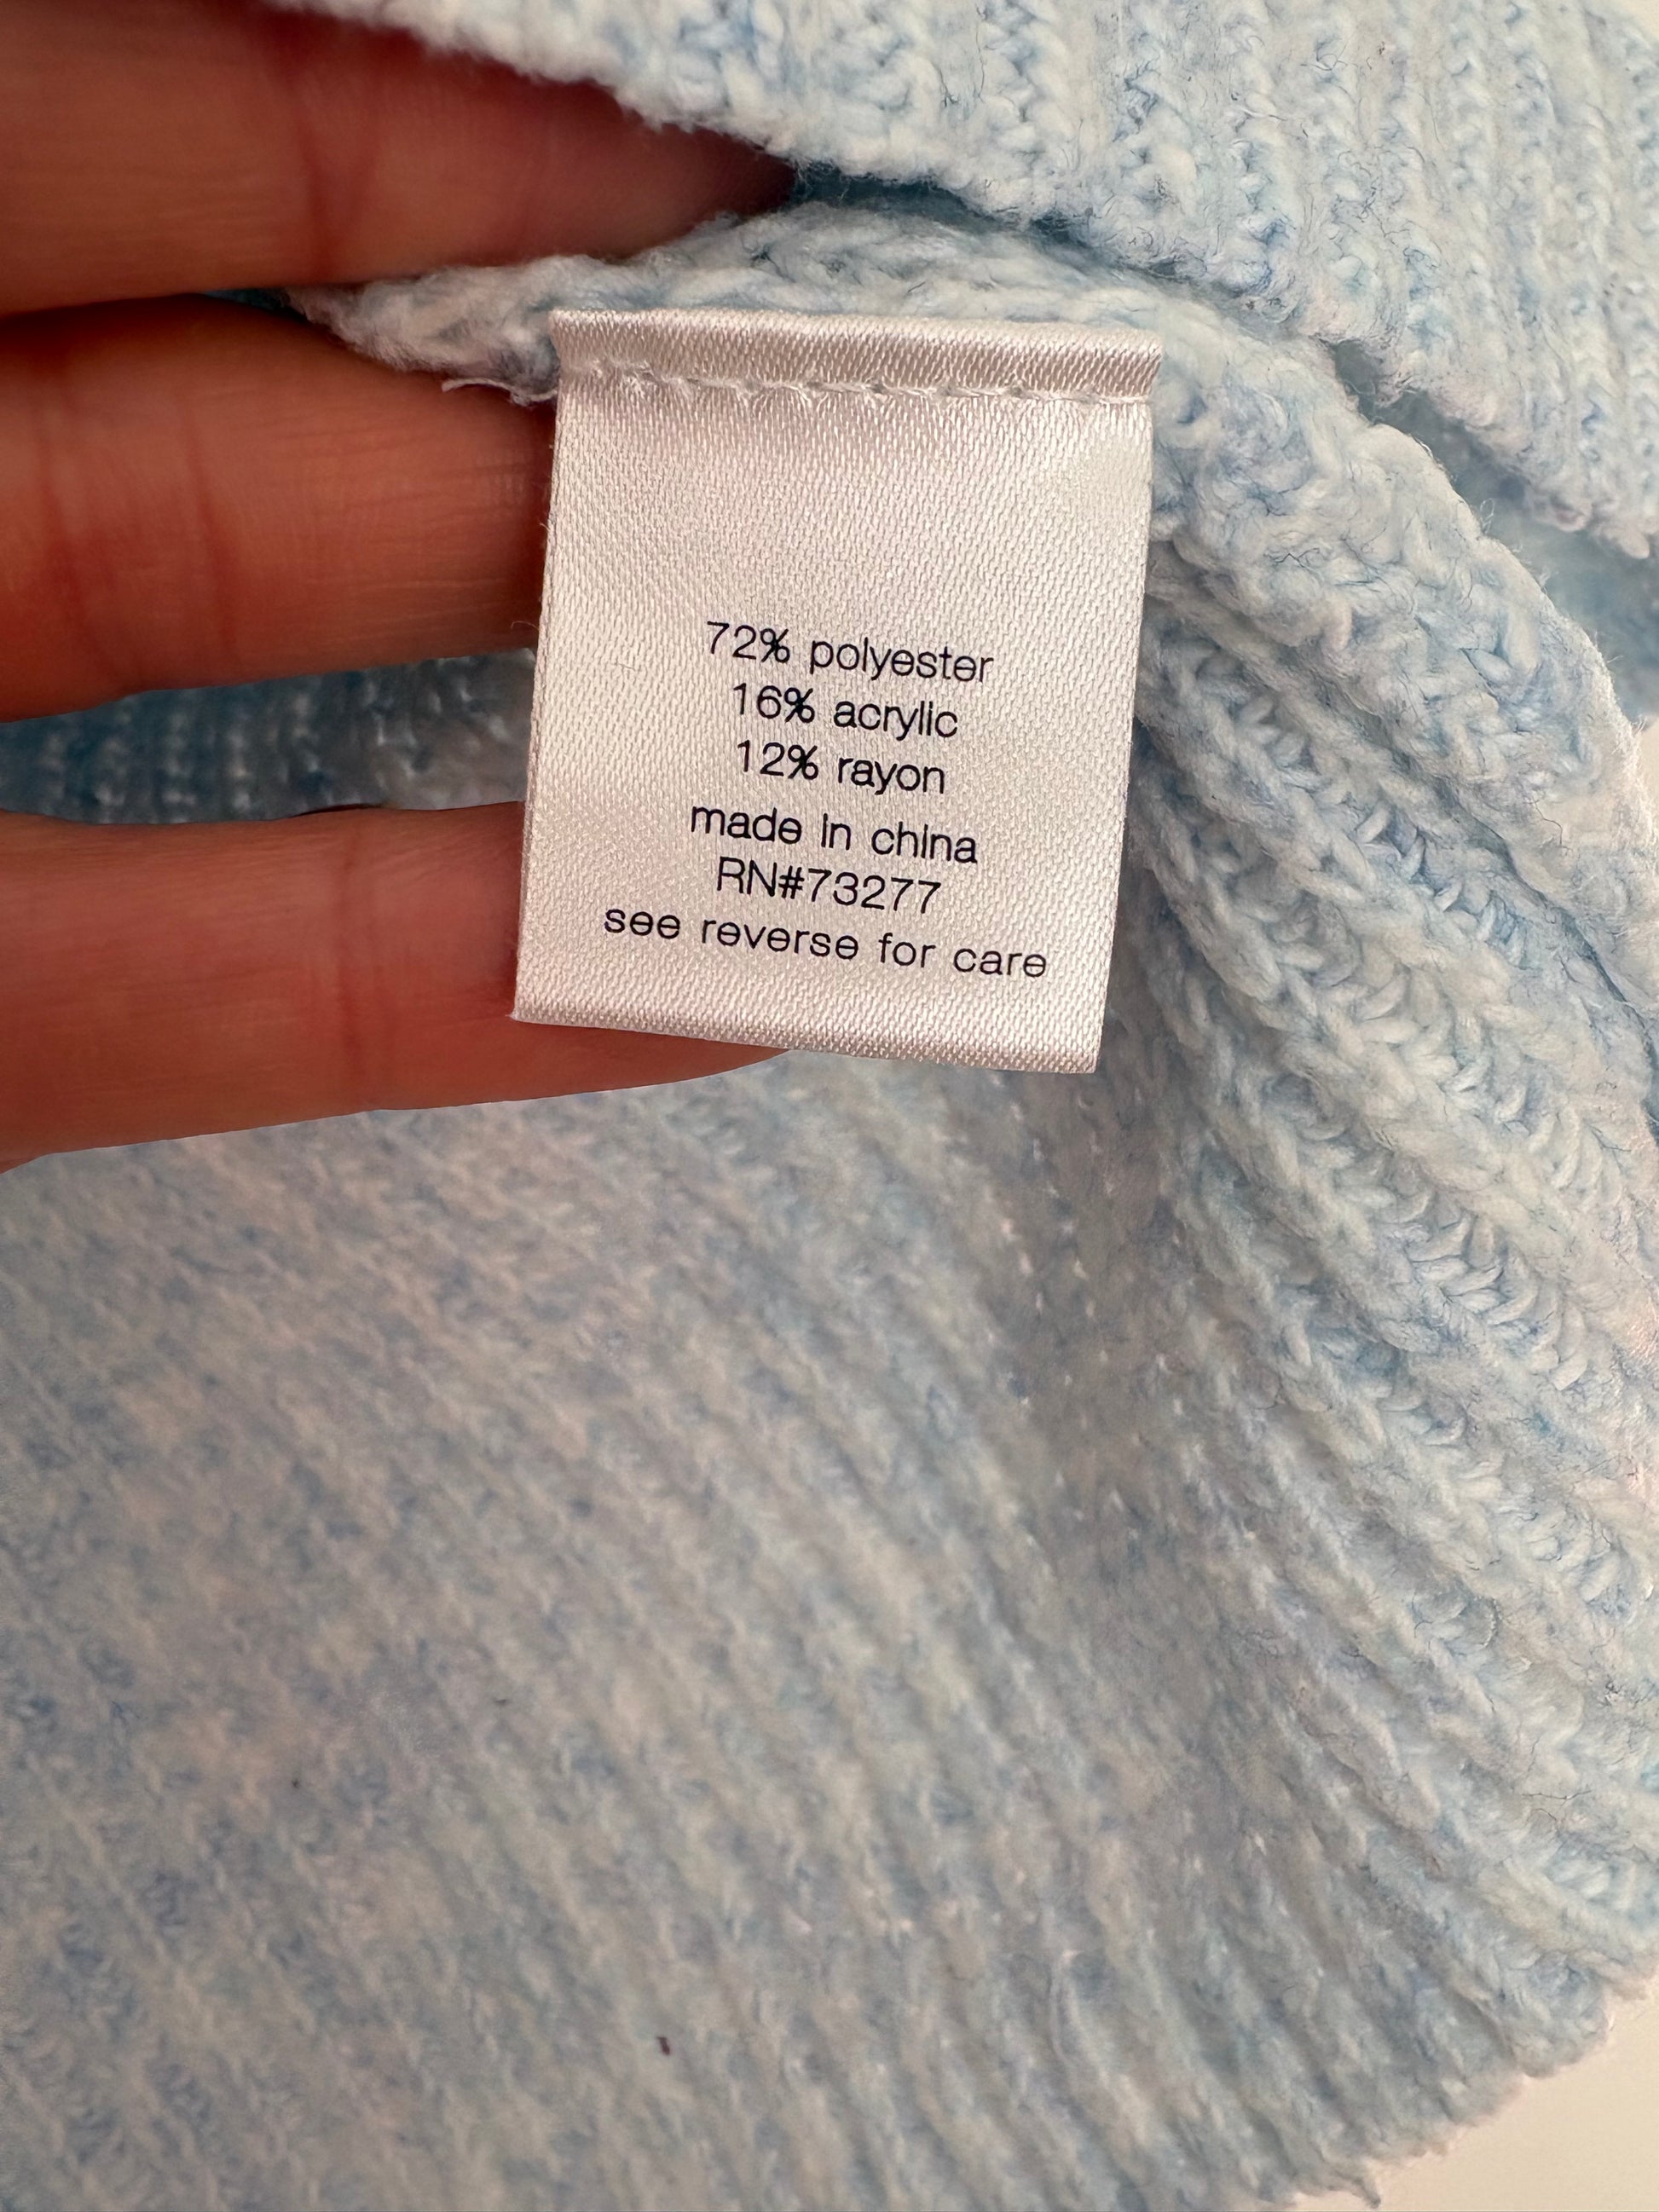 72% polyester
16% acrylic
12% rayon
made in china
RN#73277
see reverse for care